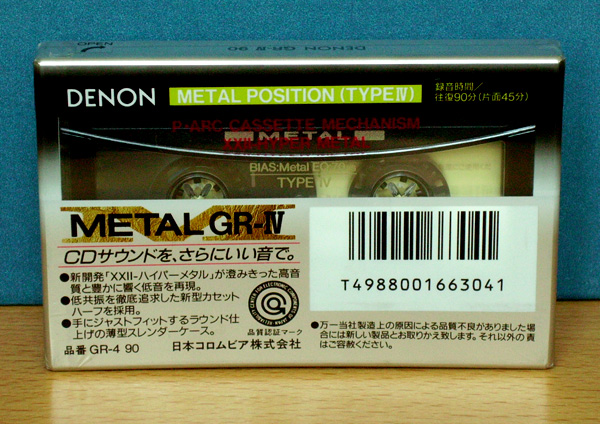 OPEN
DENON GR-IV 90
DENON
METAL POSITION (TYPE IV)
録音時間/
往復90分(片面45分)
P·ARC CASSETTE MECHANISM
METAL
XXII-HYPER METAL
BIAS:Metal EQ
TYPE IV
METAL GR-IV
CDサウンドを、さらにいい音で。
●新開発「XXII-ハイパーメタル」が澄みきった高音
質と豊かに響く低音を再現。
●低共振を徹底追求した新型カセット
ハーフを採用。
●手にジャストフィットするラウンド仕
上げの薄型スレンダーケース。
品番 GR-4 90
品質認証マーク
日本コロムビア株式会社
T4988001663041
●万一当社製造上の原因による品質不良がありました場
合には新しい製品とお取りかえ致します。それ以外の責
はご容赦ください。